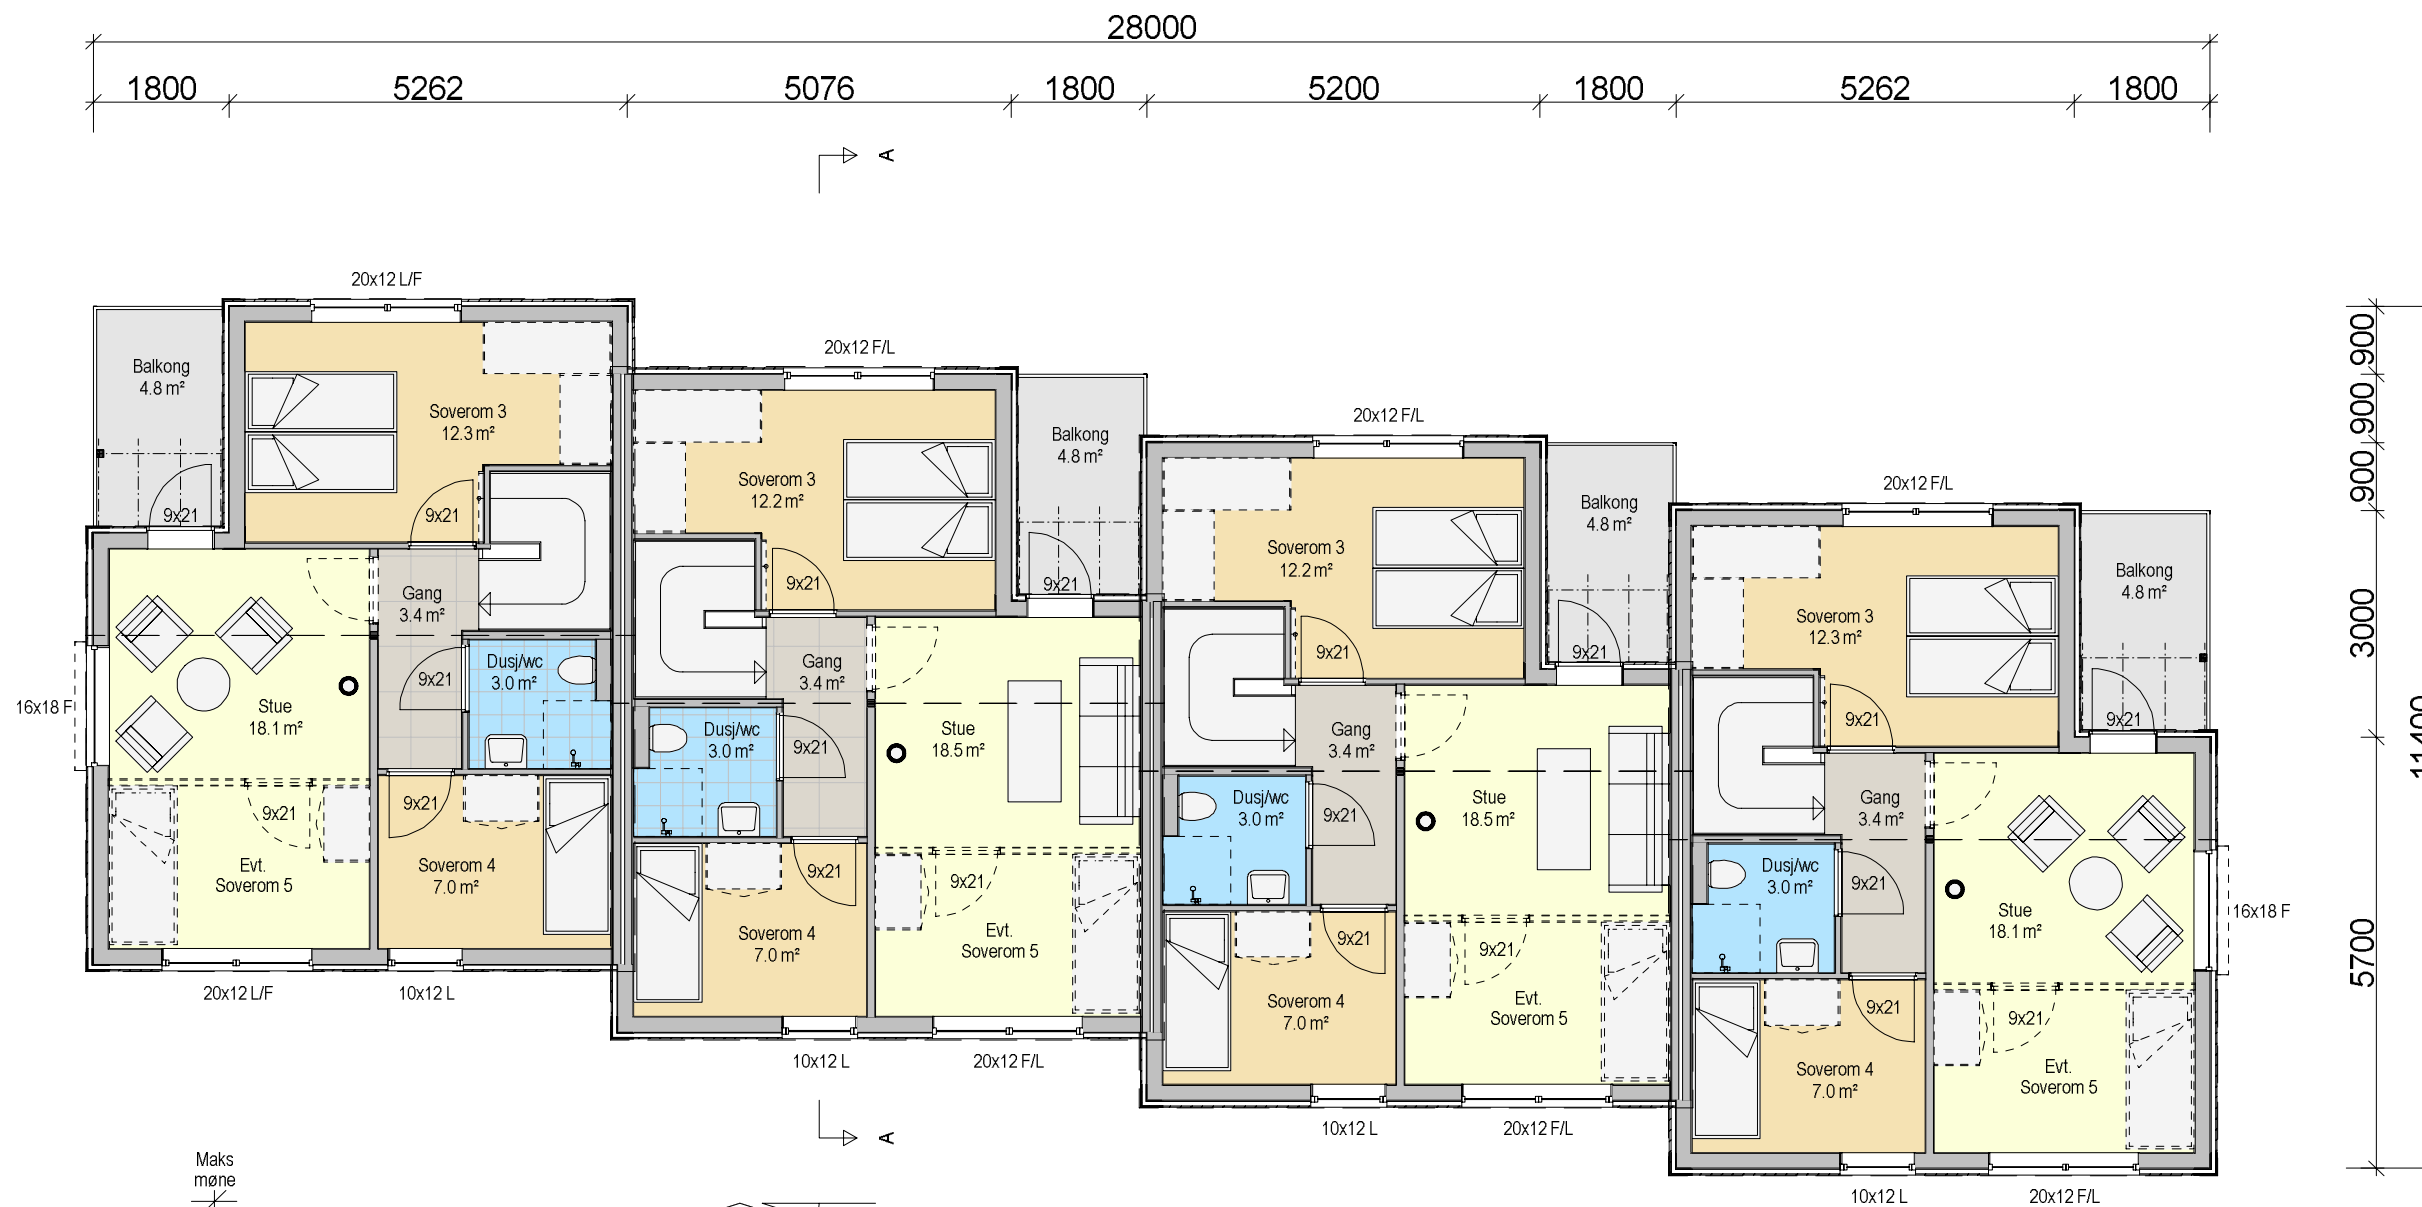 28000
1800 5262 5076 1800 5200 1800 5262 1800
A
20x12 L/F
Balkong
4.8 m²
Soverom 3
12.3 m²
9x21
9x21
Gang
3.4 m²
Dusj/wc
3.0 m²
9x21
Stue
18.1 m²
16x18 F
9x21
9x21
Evt.
Soverom 5
Soverom 4
7.0 m²
20x12 L/F
10x12 L
20x12 F/L
Balkong
4.8 m²
Soverom 3
12.2 m²
9x21
9x21
Gang
3.4 m²
Dusj/wc
3.0 m²
9x21
Stue
18.5 m²
9x21
9x21
Soverom 4
7.0 m²
Evt.
Soverom 5
10x12 L
20x12 F/L
20x12 F/L
Balkong
4.8 m²
Soverom 3
12.2 m²
9x21
9x21
Gang
3.4 m²
Dusj/wc
3.0 m²
9x21
Stue
18.5 m²
9x21
9x21
Soverom 4
7.0 m²
Evt.
Soverom 5
10x12 L
20x12 F/L
20x12 F/L
Balkong
4.8 m²
Soverom 3
12.3 m²
9x21
9x21
Gang
3.4 m²
Dusj/wc
3.0 m²
9x21
Stue
18.1 m²
16x18 F
9x21
9x21
Soverom 4
7.0 m²
Evt.
Soverom 5
10x12 L
20x12 F/L
900
900
900
3000
5700
11400
A
Maks
møne